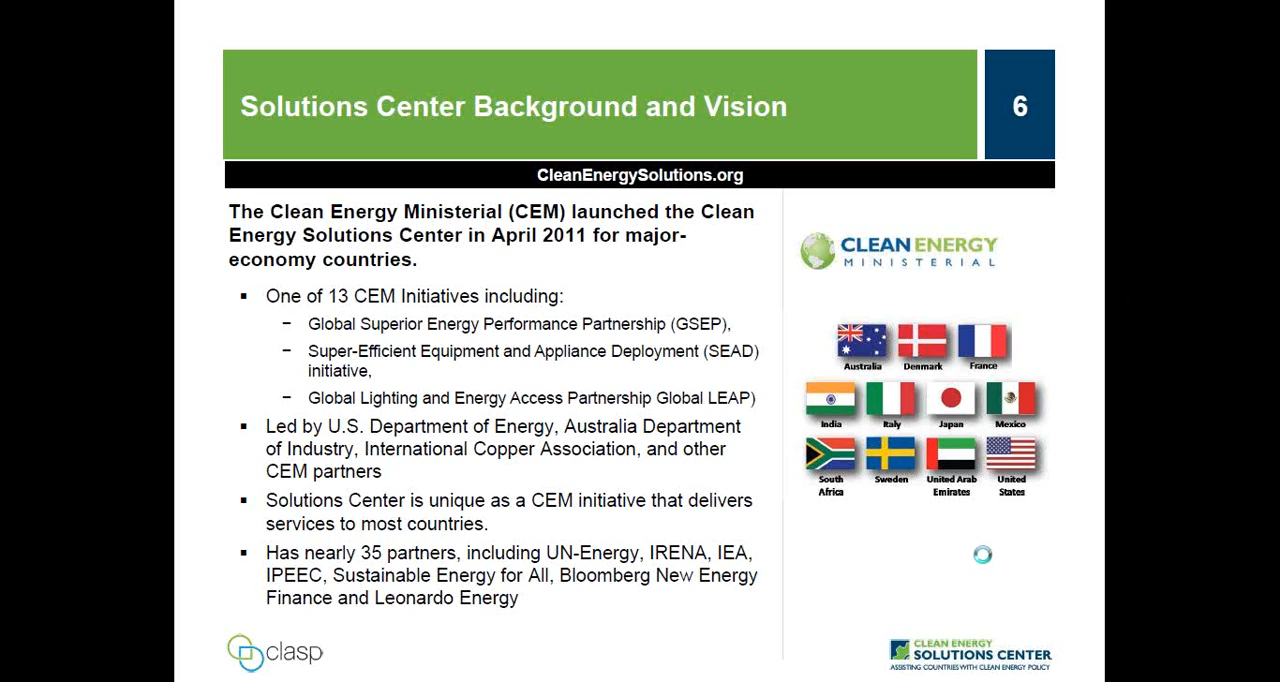 Solutions Center Background and Vision
6
CleanEnergySolutions.org
The Clean Energy Ministerial (CEM) launched the Clean
Energy Solutions Center in April 2011 for major-
economy countries.
▪ One of 13 CEM Initiatives including:
− Global Superior Energy Performance Partnership (GSEP),
− Super-Efficient Equipment and Appliance Deployment (SEAD)
initiative,
− Global Lighting and Energy Access Partnership Global LEAP)
▪ Led by U.S. Department of Energy, Australia Department
of Industry, International Copper Association, and other
CEM partners
▪ Solutions Center is unique as a CEM initiative that delivers
services to most countries.
▪ Has nearly 35 partners, including UN-Energy, IRENA, IEA,
IPEEC, Sustainable Energy for All, Bloomberg New Energy
Finance and Leonardo Energy
CLEAN ENERGY
MINISTERIAL
Australia Denmark France
India Italy Japan Mexico
South Sweden United Arab United
Africa Emirates States
clasp
CLEAN ENERGY
SOLUTIONS CENTER
ASSISTING COUNTRIES WITH CLEAN ENERGY POLICY